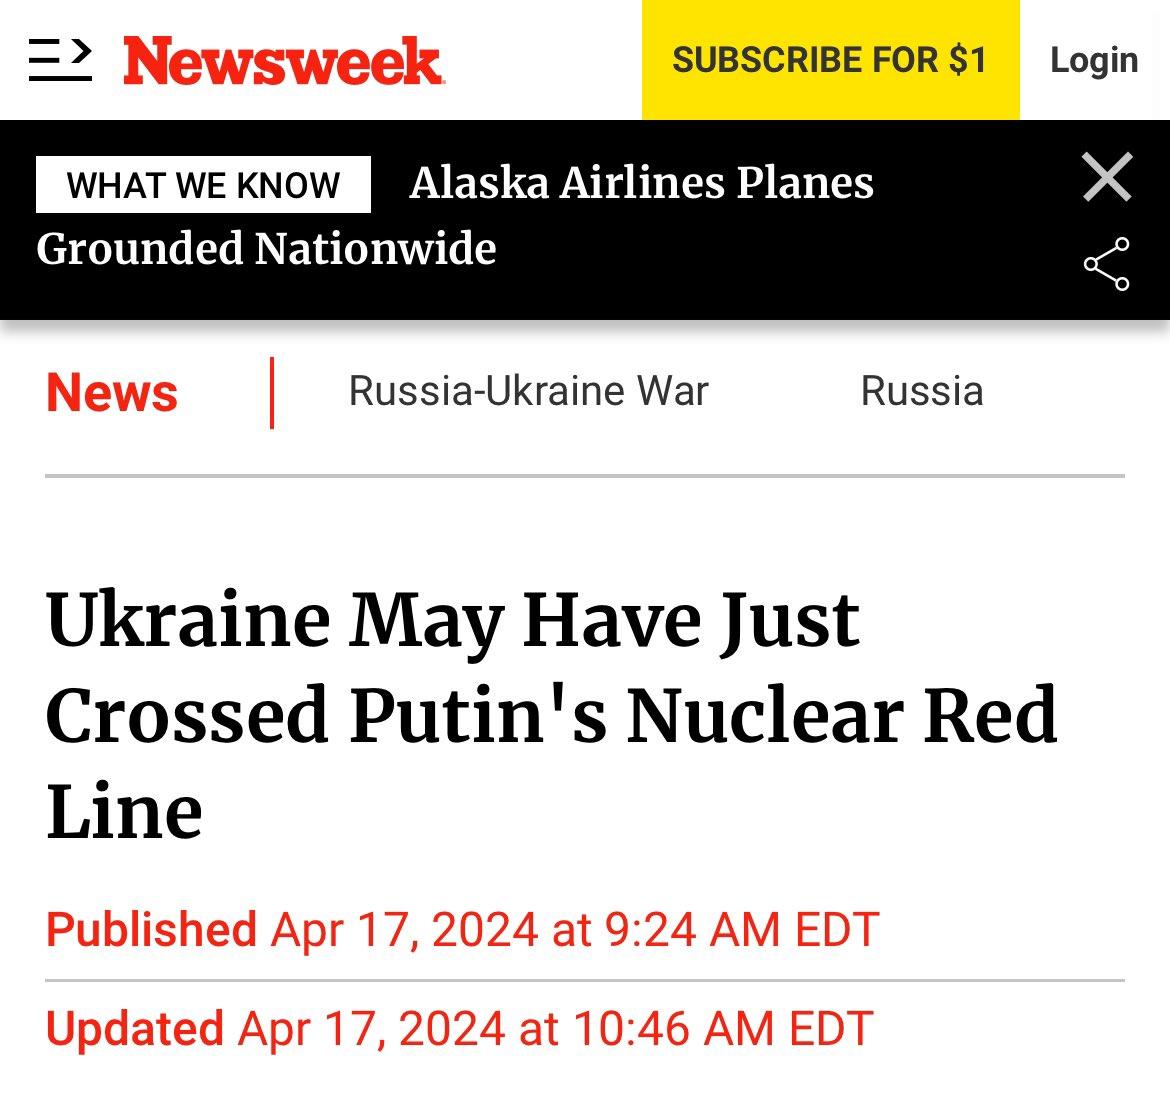 Newsweek
SUBSCRIBE FOR $1
Login
WHAT WE KNOW Alaska Airlines Planes
Grounded Nationwide
News
Russia-Ukraine War
Russia
Ukraine May Have Just
Crossed Putin's Nuclear Red
Line
Published Apr 17, 2024 at 9:24 AM EDT
Updated Apr 17, 2024 at 10:46 AM EDT